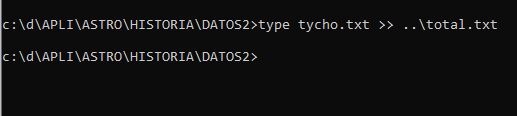 c:\d\APLI\ASTRO\HISTORIA\DATOS2>type tycho.txt >> ..\total.txt
c:\d\APLI\ASTRO\HISTORIA\DATOS2>